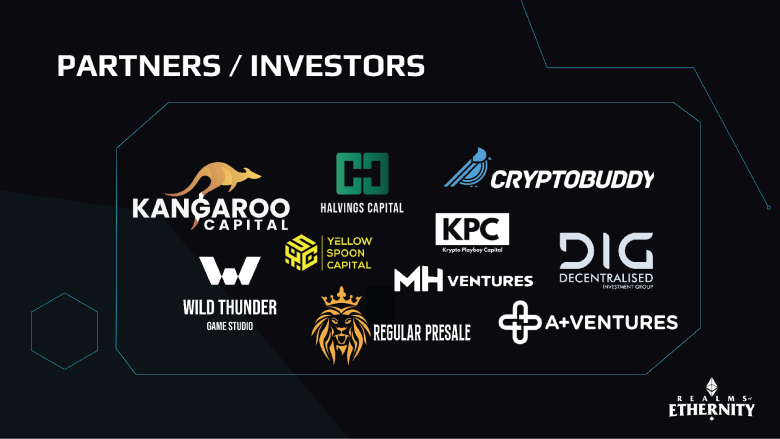 PARTNERS / INVESTORS
KANGAROO
CAPITAL
HALVINGS CAPITAL
CRYPTOBUDDY
YELLOW
SPOON
CAPITAL
KPC
Krypto Playbay Capital
DIG
DECENTRALISED
INVESTMENT GROUP
WILD THUNDER
GAME STUDIO
MH VENTURES
REGULAR PRESALE
A+VENTURES
REALMS of
ETHERNITY